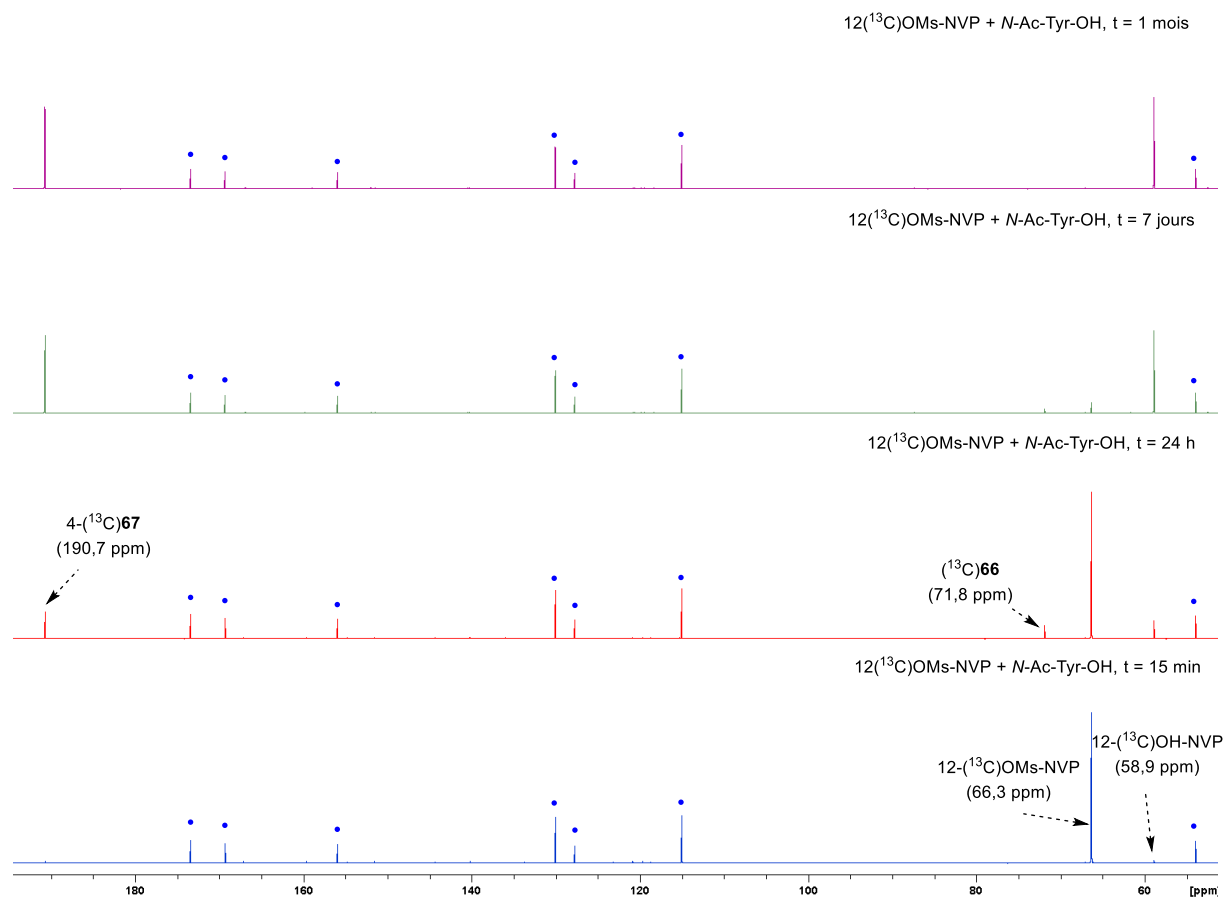 12(¹³C)OMs-NVP + N-Ac-Tyr-OH, t = 1 mois
12(¹³C)OMs-NVP + N-Ac-Tyr-OH, t = 7 jours
12(¹³C)OMs-NVP + N-Ac-Tyr-OH, t = 24 h
4-(¹³C)67
(190,7 ppm)
(¹³C)66
(71,8 ppm)
12(¹³C)OMs-NVP + N-Ac-Tyr-OH, t = 15 min
12-(¹³C)OH-NVP
(58,9 ppm)
12-(¹³C)OMs-NVP
(66,3 ppm)
180 160 140 120 100 80 60 [ppm]